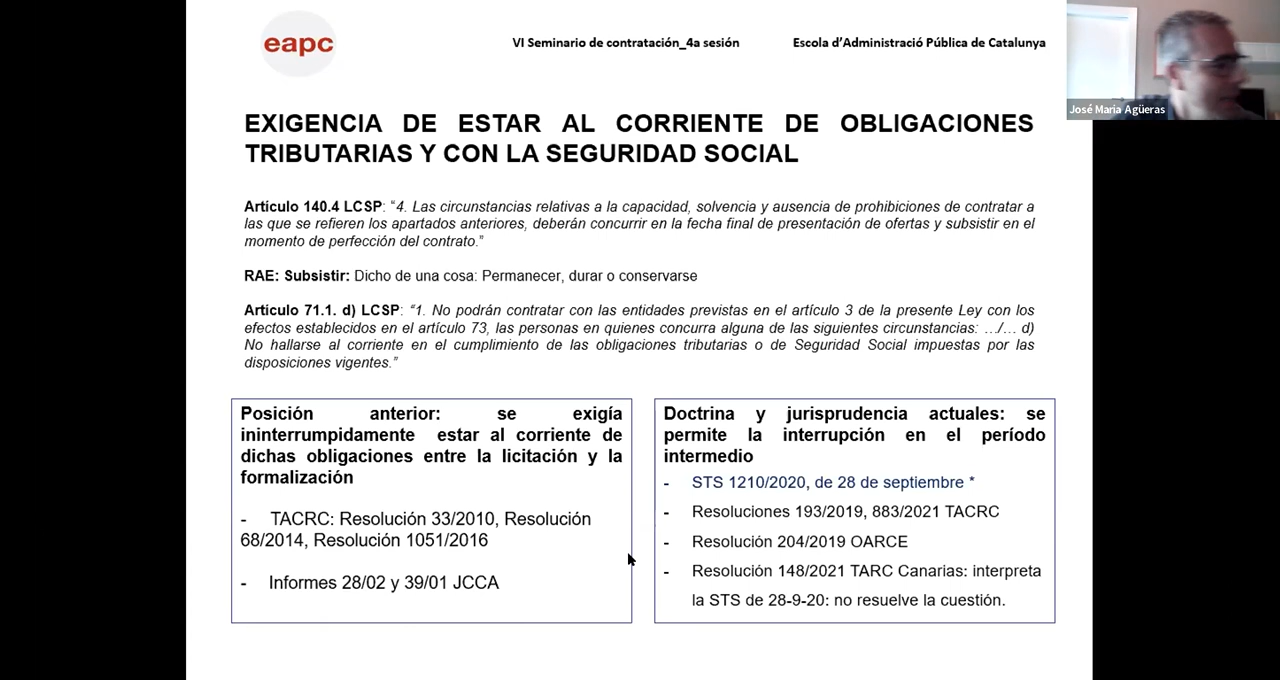 eapc
VI Seminario de contratación_4a sesión
Escola d'Administració Pública de Catalunya
José Maria Agüeras
EXIGENCIA DE ESTAR AL CORRIENTE DE OBLIGACIONES
TRIBUTARIAS Y CON LA SEGURIDAD SOCIAL
Artículo 140.4 LCSP: “4. Las circunstancias relativas a la capacidad, solvencia y ausencia de prohibiciones de contratar a
las que se refieren los apartados anteriores, deberán concurrir en la fecha final de presentación de ofertas y subsistir en el
momento de perfección del contrato.”
RAE: Subsistir: Dicho de una cosa: Permanecer, durar o conservarse
Artículo 71.1. d) LCSP: “1. No podrán contratar con las entidades previstas en el artículo 3 de la presente Ley con los
efectos establecidos en el artículo 73, las personas en quienes concurra alguna de las siguientes circunstancias: …/… d)
No hallarse al corriente en el cumplimiento de las obligaciones tributarias o de Seguridad Social impuestas por las
disposiciones vigentes.”
Posición anterior: se exigía
ininterrumpidamente estar al corriente de
dichas obligaciones entre la licitación y la
formalización
- TACRC: Resolución 33/2010, Resolución
68/2014, Resolución 1051/2016
- Informes 28/02 y 39/01 JCCA
Doctrina y jurisprudencia actuales: se
permite la interrupción en el período
intermedio
- STS 1210/2020, de 28 de septiembre *
- Resoluciones 193/2019, 883/2021 TACRC
- Resolución 204/2019 OARCE
- Resolución 148/2021 TARC Canarias: interpreta
la STS de 28-9-20: no resuelve la cuestión.